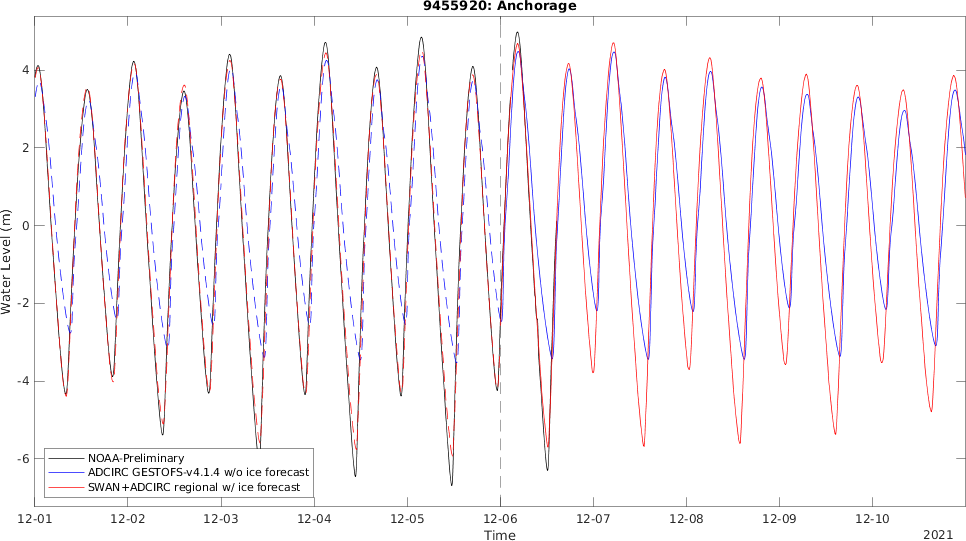 9455920: Anchorage
4
2
0
-2
-4
-6
Water Level (m)
NOAA-Preliminary
ADCIRC GESTOFS-v4.1.4 w/o ice forecast
SWAN+ADCIRC regional w/ ice forecast
12-01
12-02
12-03
12-04
12-05
12-06
12-07
12-08
12-09
12-10
Time
2021